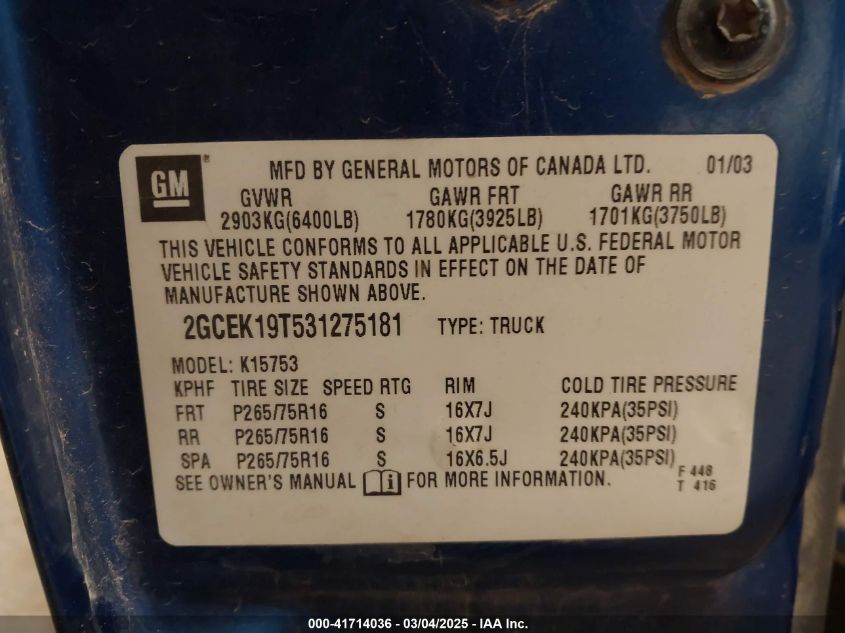 GM ® MFD BY GENERAL MOTORS OF CANADA LTD. 01/03
GVWR GAWR FRT GAWR RR
2903KG(6400LB) 1780KG(3925LB) 1701KG(3750LB)
THIS VEHICLE CONFORMS TO ALL APPLICABLE U.S. FEDERAL MOTOR
VEHICLE SAFETY STANDARDS IN EFFECT ON THE DATE OF
MANUFACTURE SHOWN ABOVE.
2GCEK19T531275181 TYPE: TRUCK
MODEL: K15753
KPHF TIRE SIZE SPEED RTG RIM COLD TIRE PRESSURE
FRT P265/75R16 S 16X7J 240KPA(35PSI)
RR P265/75R16 S 16X7J 240KPA(35PSI)
SPA P265/75R16 S 16X6.5J 240KPA(35PSI)
SEE OWNER'S MANUAL FOR MORE INFORMATION.
F 448
T 416
000-41714036 - 03/04/2025 - IAA Inc.